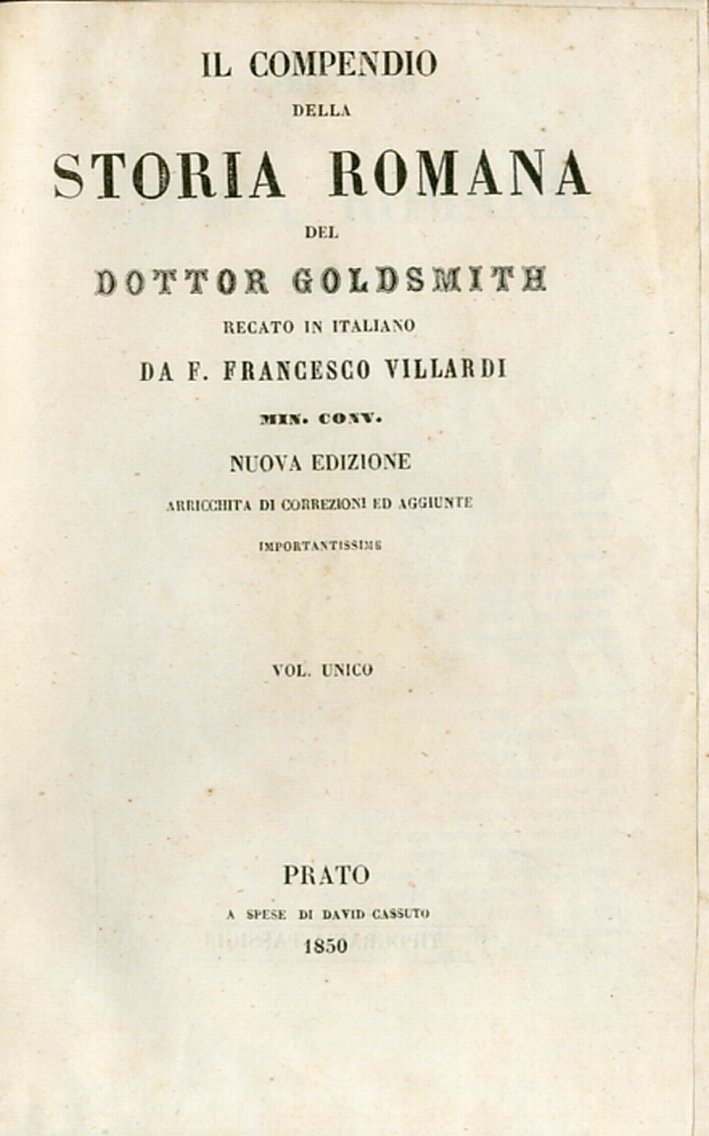 IL COMPENDIO
DELLA
STORIA ROMANA
DEL
DOTTOR GOLDSMITH
RECATO IN ITALIANO
DA F. FRANCESCO VILLARDI
MIN. CONV.
NUOVA EDIZIONE
ARRICCHITA DI CORREZIONI ED AGGIUNTE
IMPORTANTISSIME
VOL. UNICO
PRATO
A SPESE DI DAVID CASSUTO
1850